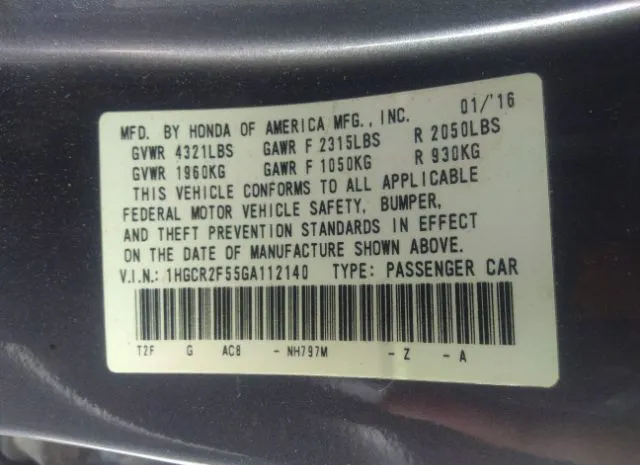 MFD. BY HONDA OF AMERICA MFG., INC. 01/'16
GVWR 4321LBS GAWR F 2315LBS R 2050LBS
GVWR 1960KG GAWR F 1050KG R 930KG
THIS VEHICLE CONFORMS TO ALL APPLICABLE
FEDERAL MOTOR VEHICLE SAFETY, BUMPER,
AND THEFT PREVENTION STANDARDS IN EFFECT
ON THE DATE OF MANUFACTURE SHOWN ABOVE.
V.I.N.: 1HGCR2F55GA112140 TYPE: PASSENGER CAR
T2F G AC8 - NH797M - Z - A